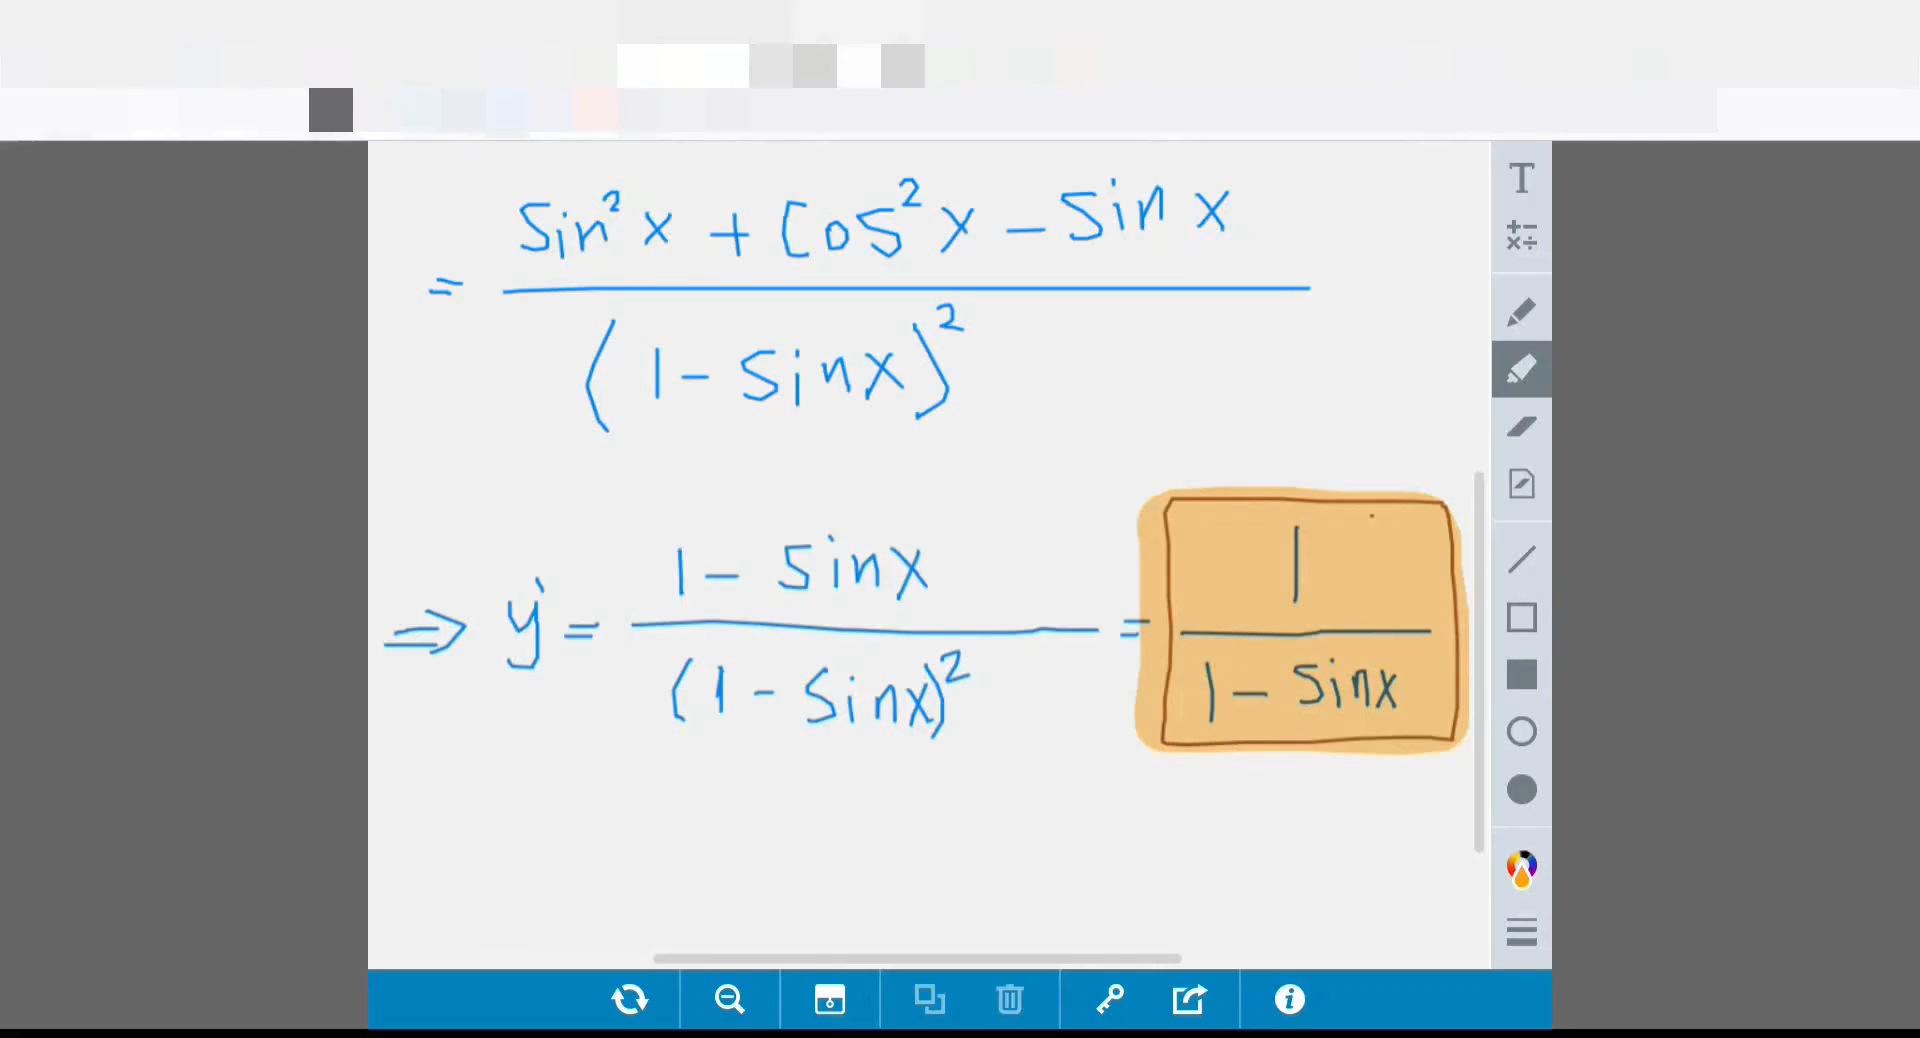 = (Sin²x + Cos²x - Sin x) / (1 - Sinx)²
⇒ y' = (1 - Sinx) / (1 - Sinx)² = 1 / (1 - Sinx)